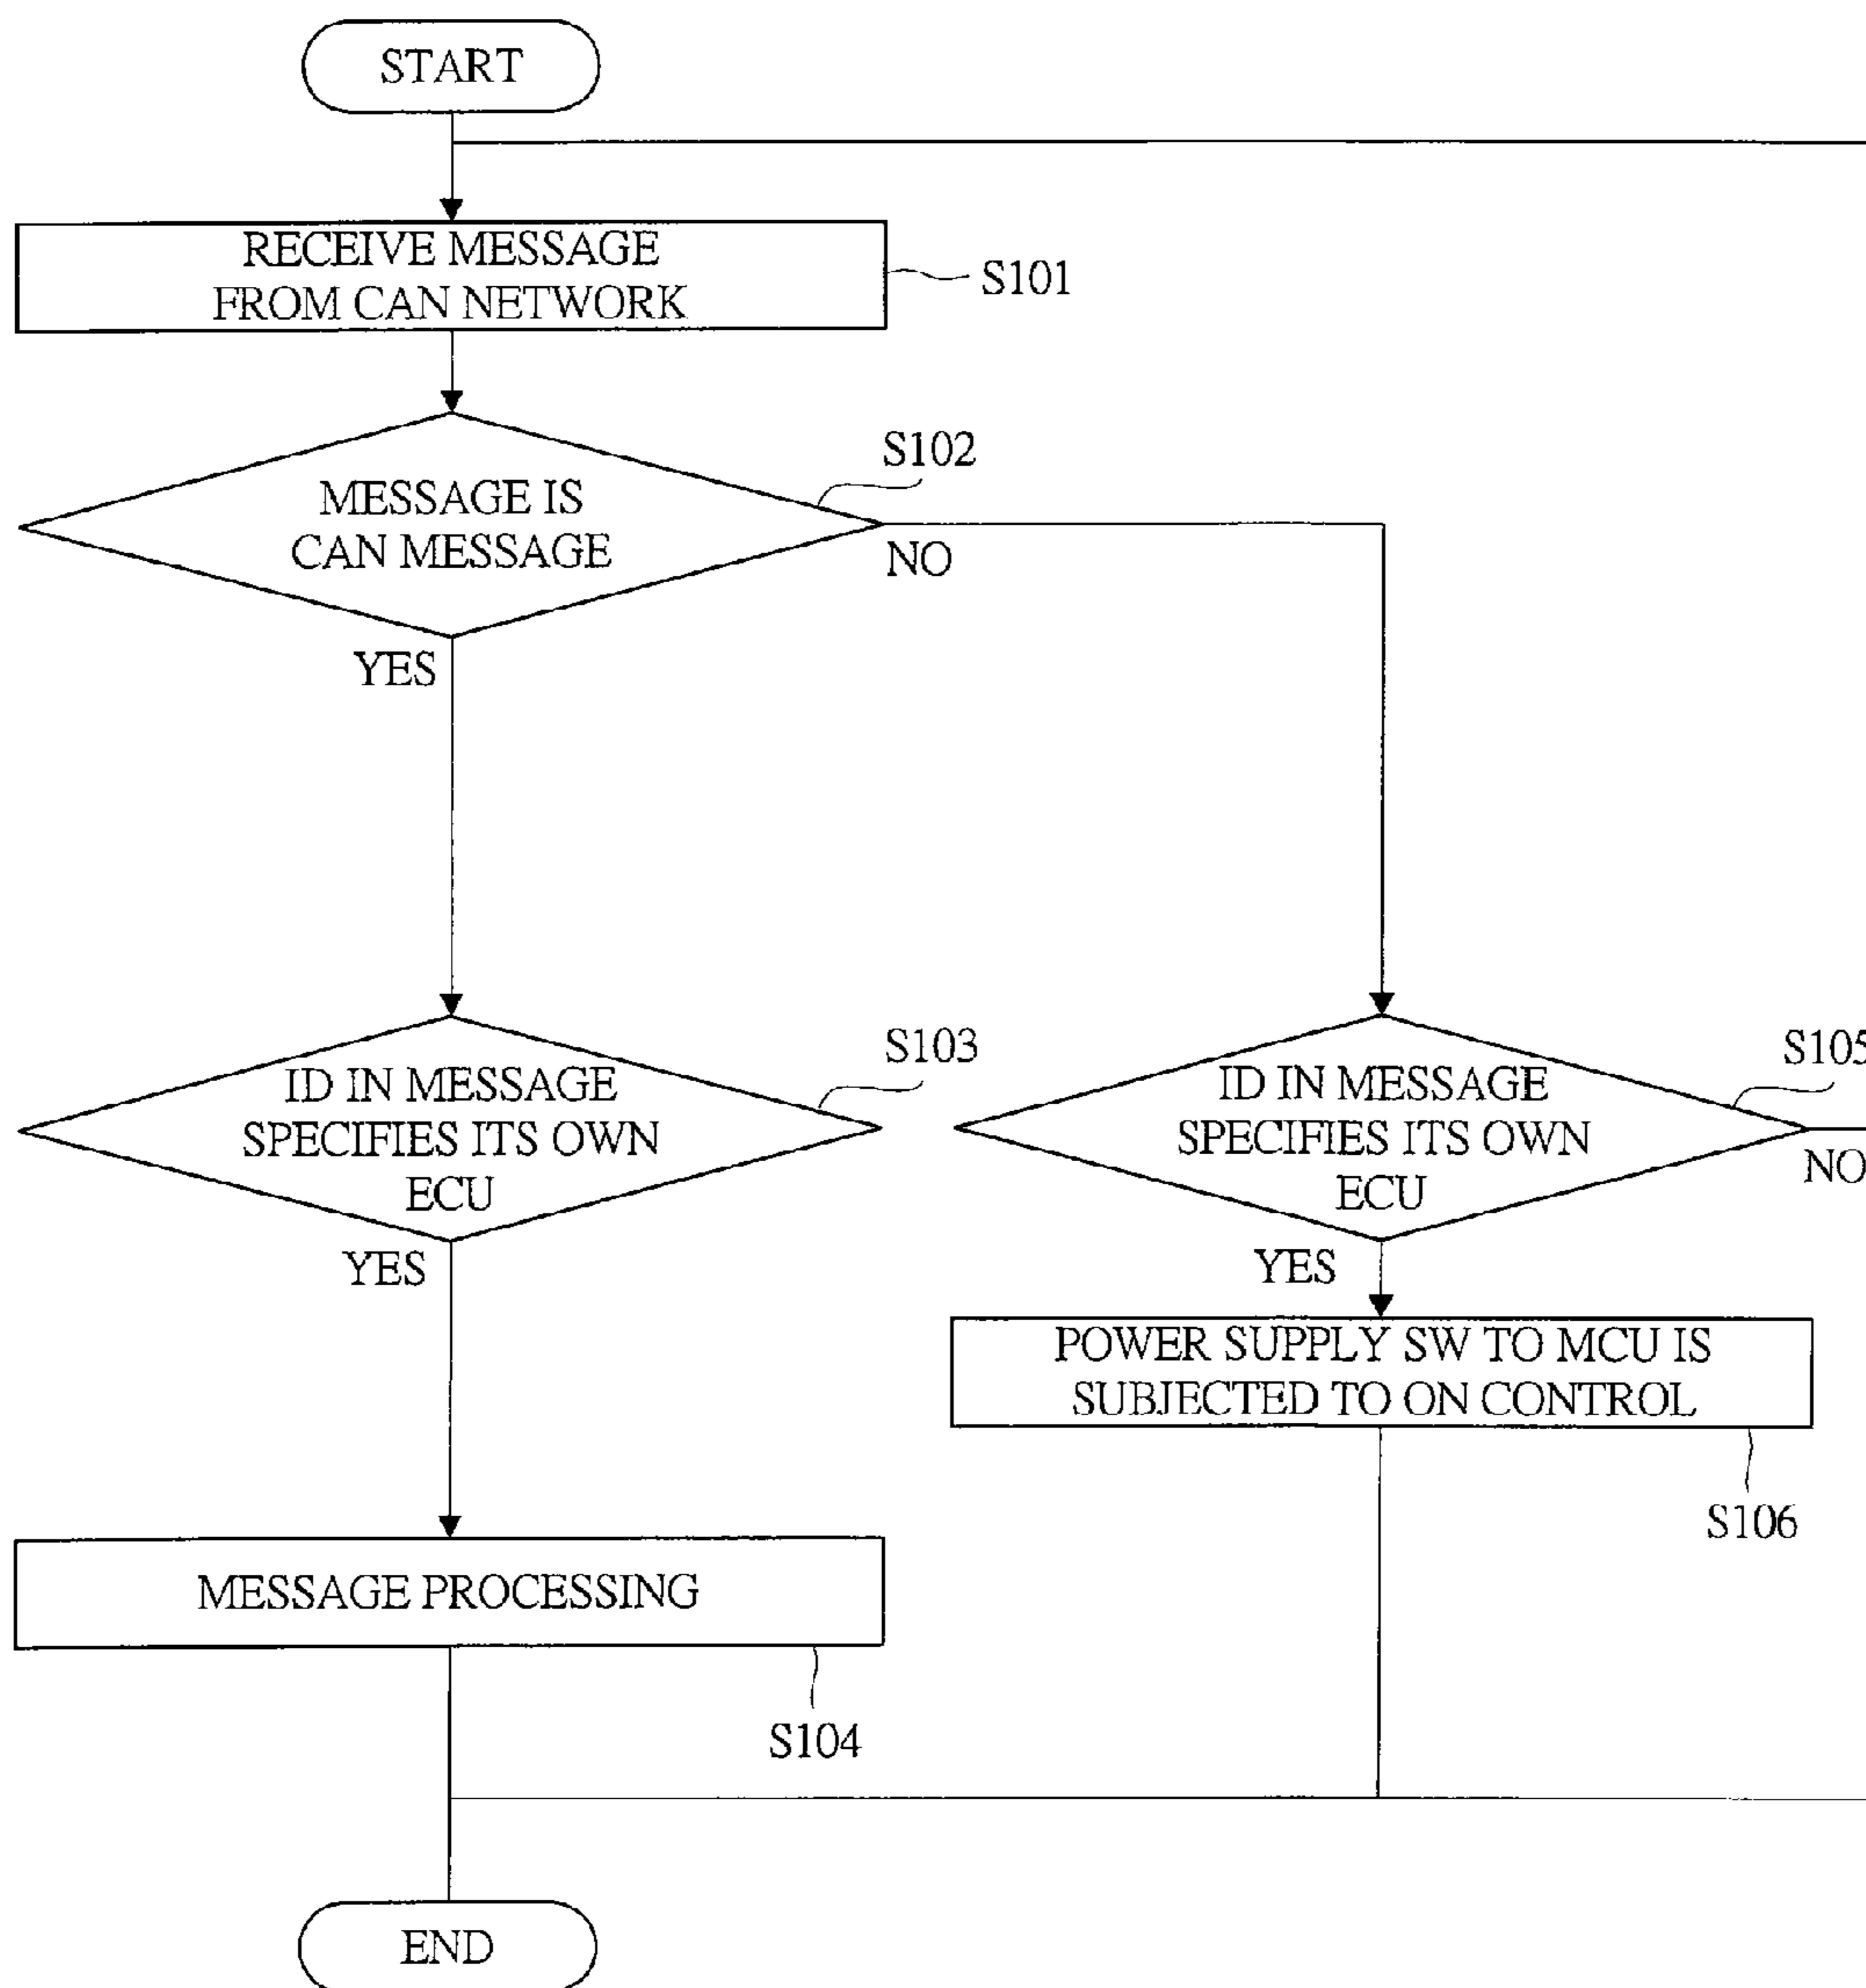 START
RECEIVE MESSAGE
FROM CAN NETWORK
S101
S102
MESSAGE IS
CAN MESSAGE
NO
YES
S103
ID IN MESSAGE
SPECIFIES ITS OWN
ECU
YES
S105
ID IN MESSAGE
SPECIFIES ITS OWN
ECU
NO
YES
POWER SUPPLY SW TO MCU IS
SUBJECTED TO ON CONTROL
S106
MESSAGE PROCESSING
S104
END